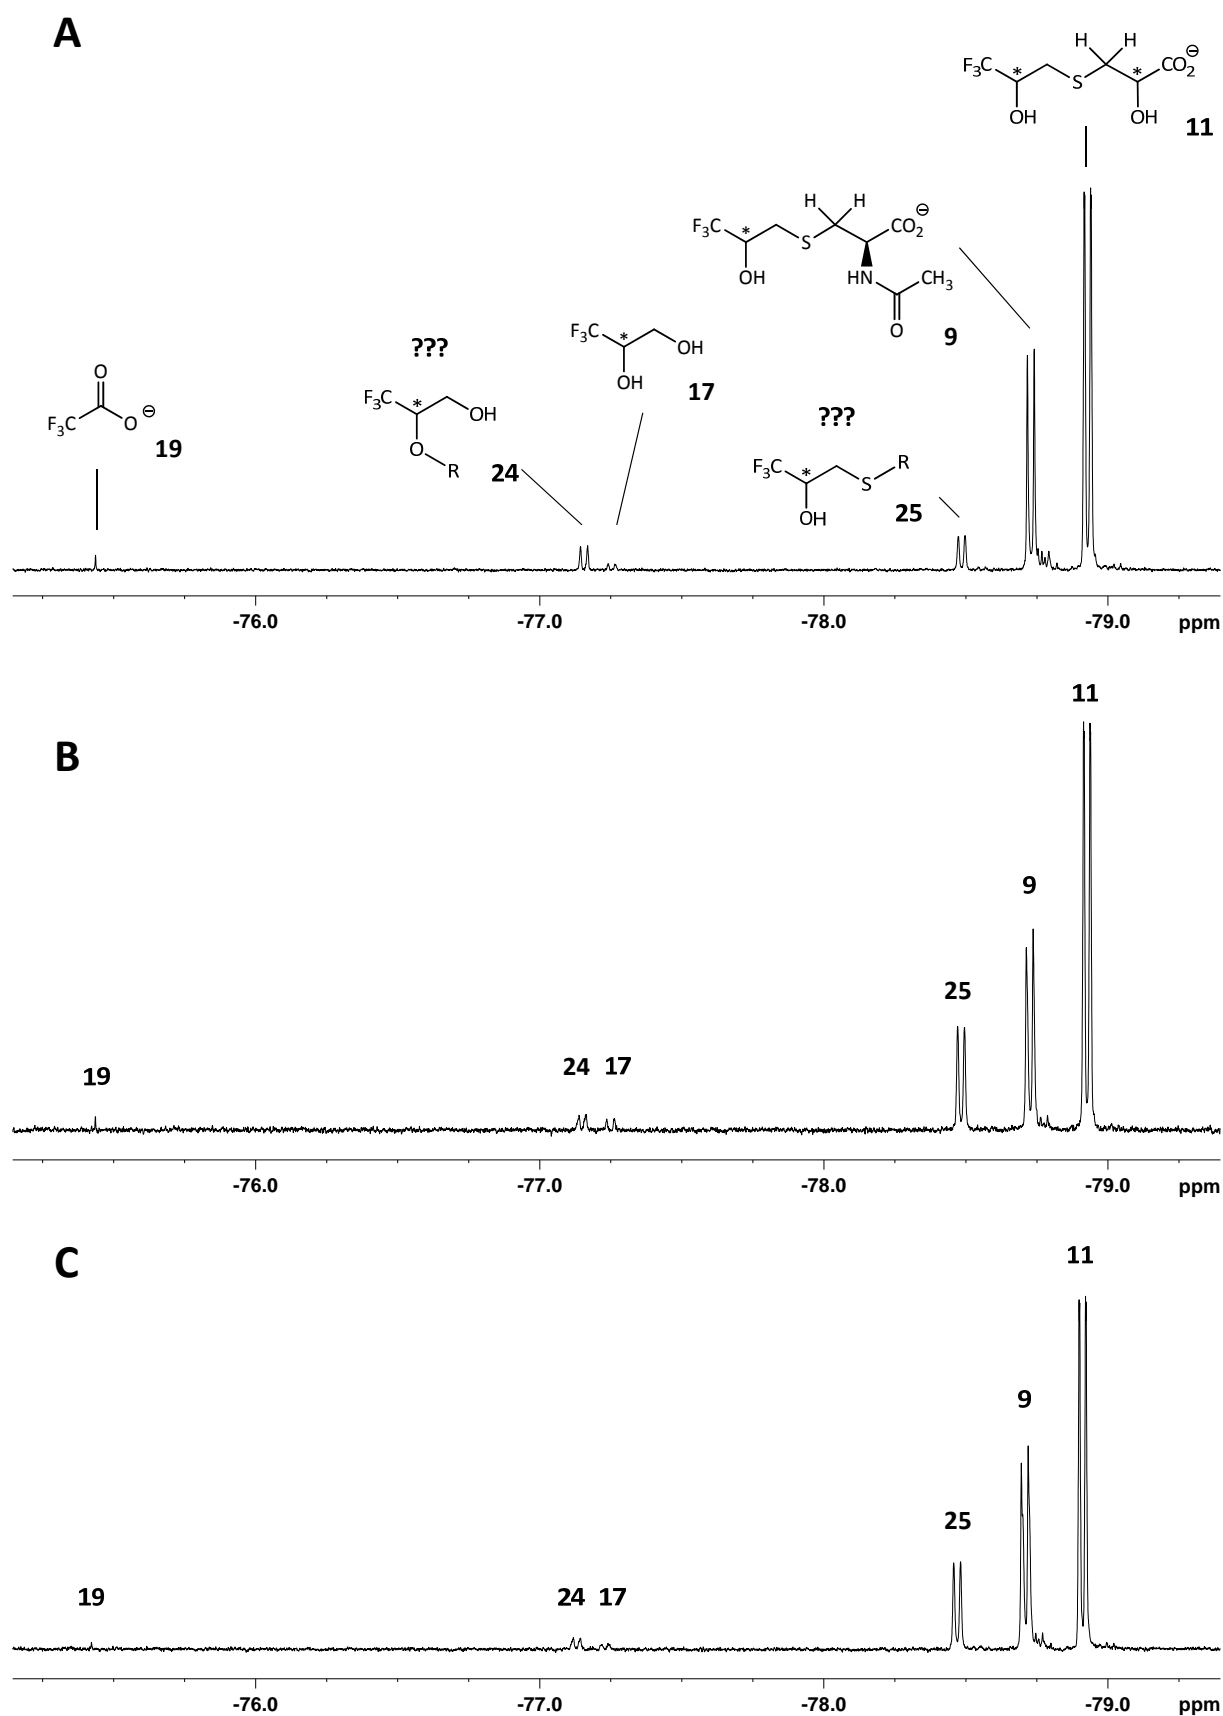 A
H H
F3C * S * CO2 ⊖
OH OH
11
H H
F3C * S CO2 ⊖
OH HN CH3
O
9
F3C * OH
OH
17
???
F3C * OH
O R
24
???
F3C * S R
OH
25
O
F3C O ⊖
19
-76.0 -77.0 -78.0 -79.0 ppm
B
11
9
25
24 17
19
-76.0 -77.0 -78.0 -79.0 ppm
C
11
9
25
19 24 17
-76.0 -77.0 -78.0 -79.0 ppm